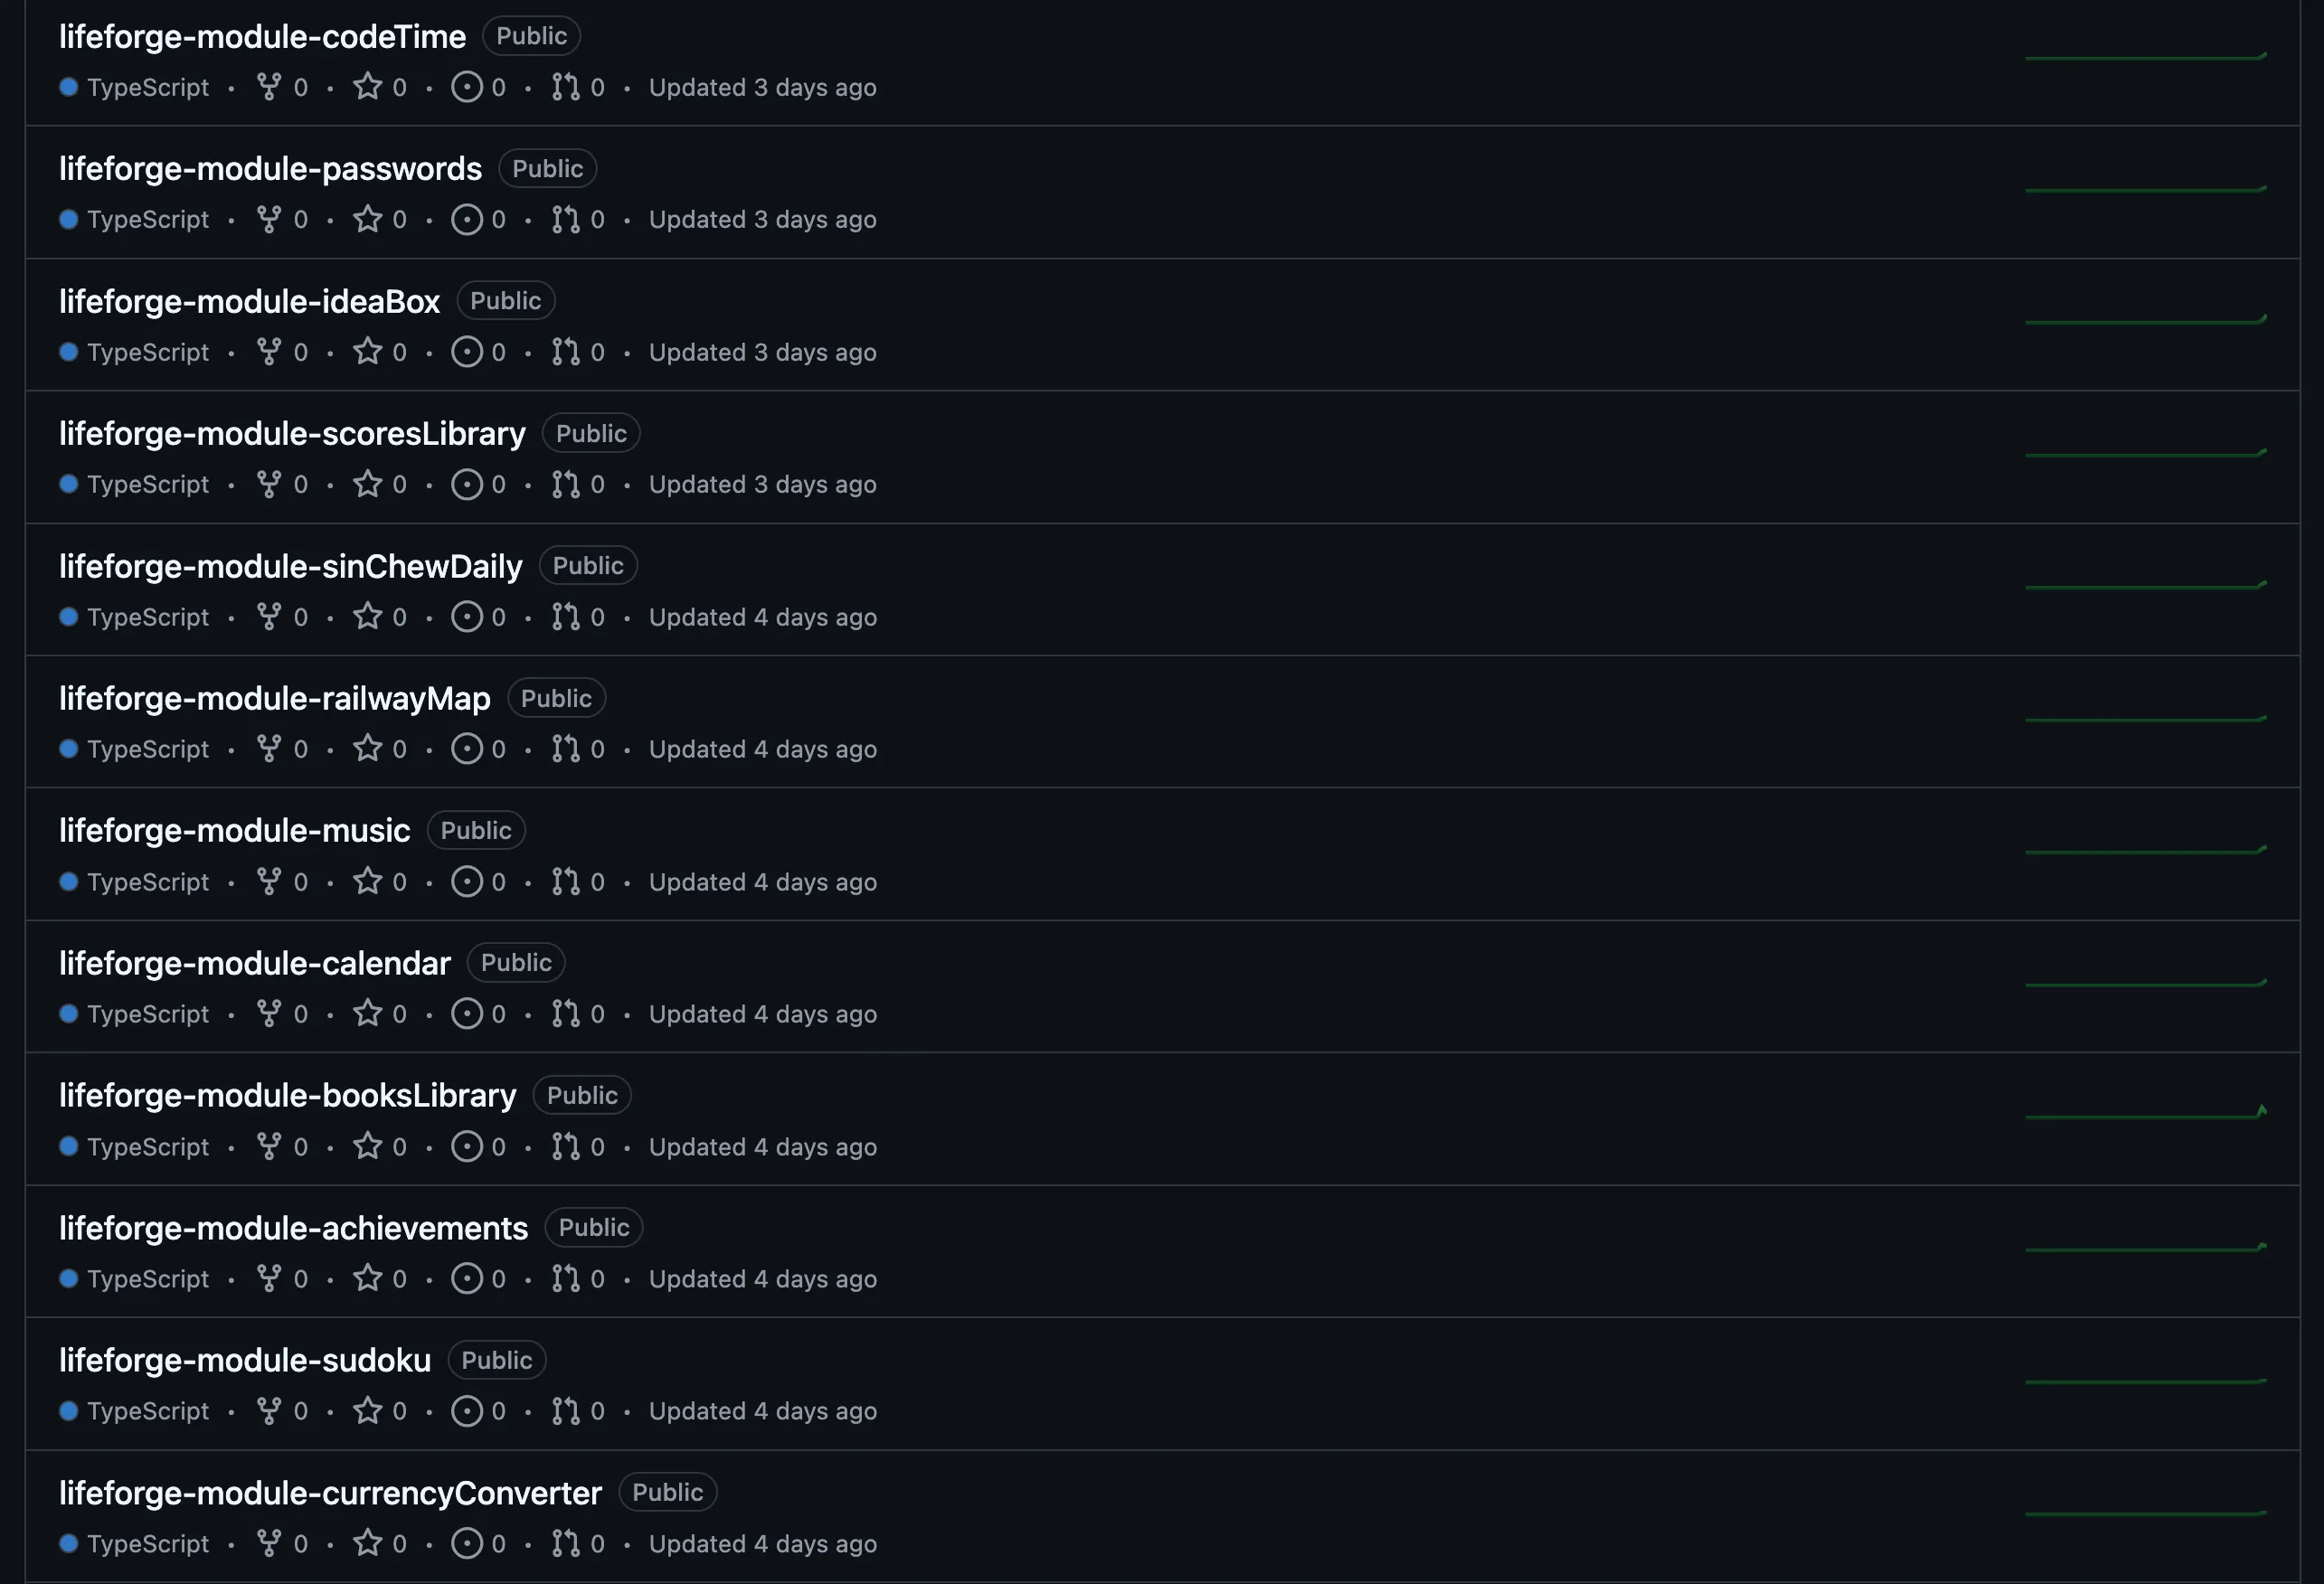 lifeforge-module-codeTime Public
TypeScript · 0 · 0 · 0 · 0 · Updated 3 days ago
lifeforge-module-passwords Public
TypeScript · 0 · 0 · 0 · 0 · Updated 3 days ago
lifeforge-module-ideaBox Public
TypeScript · 0 · 0 · 0 · 0 · Updated 3 days ago
lifeforge-module-scoresLibrary Public
TypeScript · 0 · 0 · 0 · 0 · Updated 3 days ago
lifeforge-module-sinChewDaily Public
TypeScript · 0 · 0 · 0 · 0 · Updated 4 days ago
lifeforge-module-railwayMap Public
TypeScript · 0 · 0 · 0 · 0 · Updated 4 days ago
lifeforge-module-music Public
TypeScript · 0 · 0 · 0 · 0 · Updated 4 days ago
lifeforge-module-calendar Public
TypeScript · 0 · 0 · 0 · 0 · Updated 4 days ago
lifeforge-module-booksLibrary Public
TypeScript · 0 · 0 · 0 · 0 · Updated 4 days ago
lifeforge-module-achievements Public
TypeScript · 0 · 0 · 0 · 0 · Updated 4 days ago
lifeforge-module-sudoku Public
TypeScript · 0 · 0 · 0 · 0 · Updated 4 days ago
lifeforge-module-currencyConverter Public
TypeScript · 0 · 0 · 0 · 0 · Updated 4 days ago